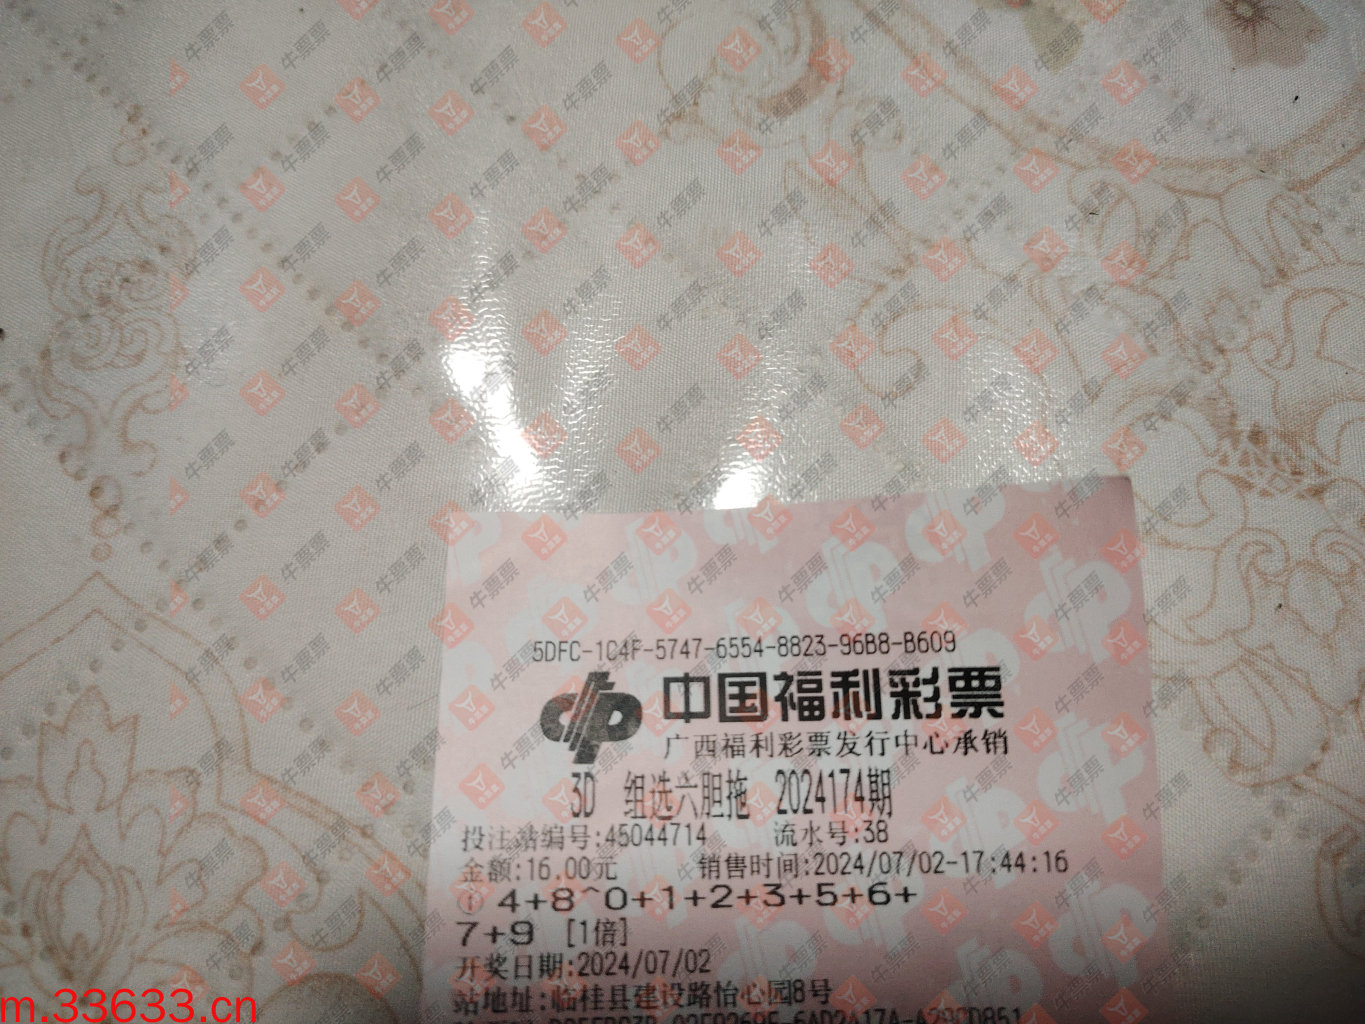 5DFC-1C4F-5747-6554-8823-96B8-B609
中国福利彩票
广西福利彩票发行中心承销
3D 组选六胆拖 2024174期
投注站编号:45044714 流水号:38
金额:16.00元 销售时间:2024/07/02-17:44:16
① 4+8^0+1+2+3+5+6+
7+9 [1倍]
开奖日期:2024/07/02
站地址:临桂县建设路怡心园8号
m.33633.cn
牛票票